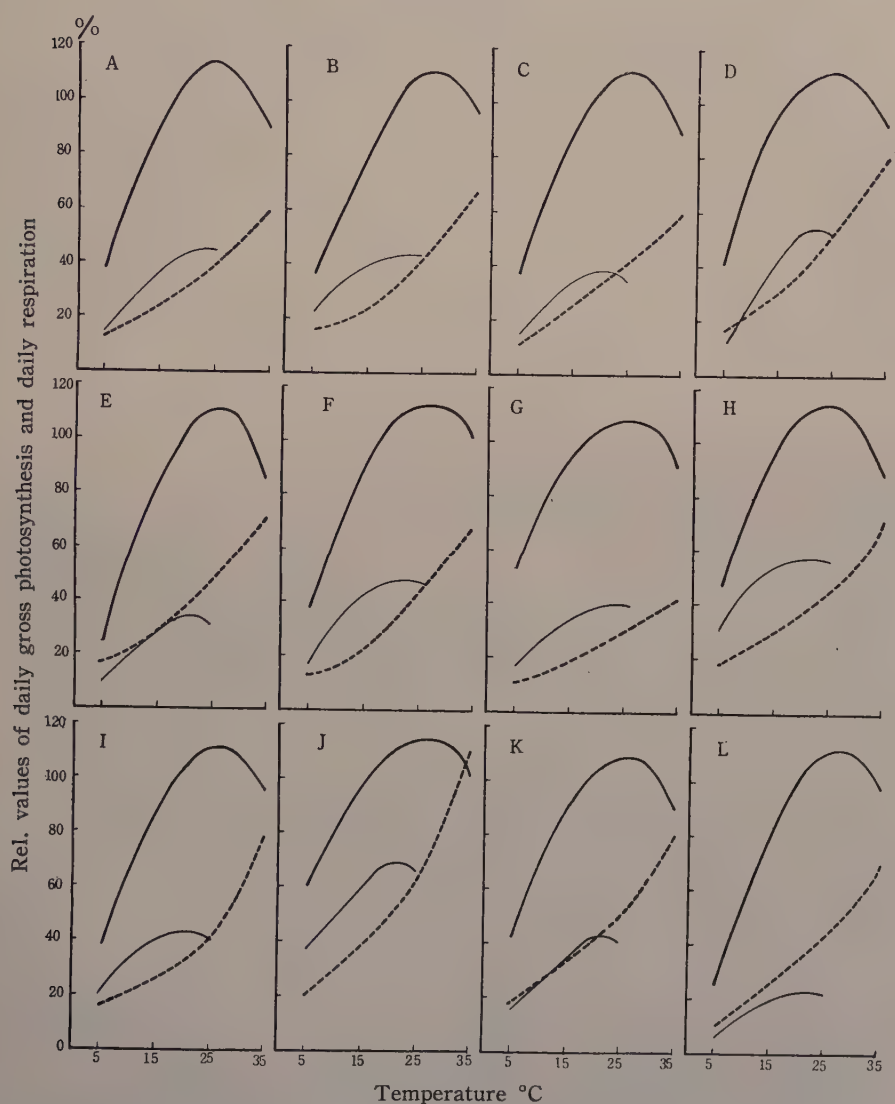 %
120
100
80
60
40
20
A
B
C
D
120
100
80
60
40
20
E
F
G
H
120
100
80
60
40
20
0
I
J
K
L
5 15 25 35
5 15 25 35
5 15 25 35
5 15 25 35
Rel. values of daily gross photosynthesis and daily respiration
Temperature °C